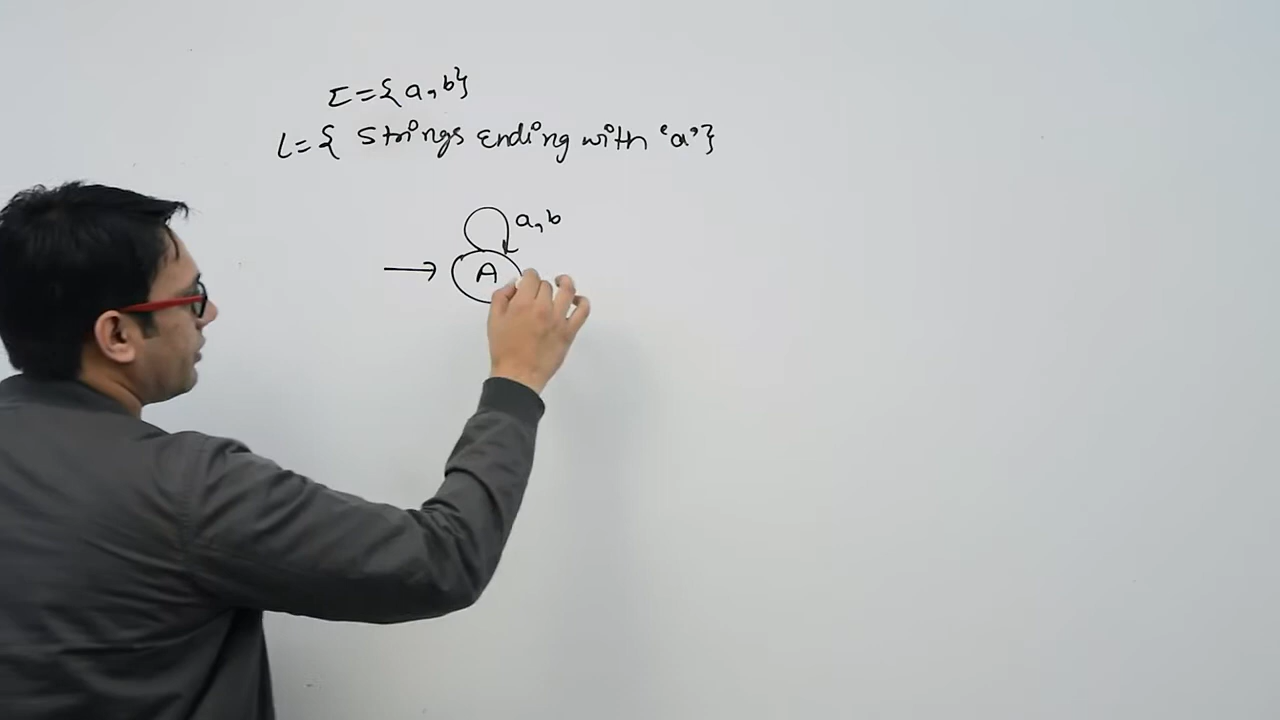 Σ={a,b}
L={ Strings Ending with 'a'}
a,b
A